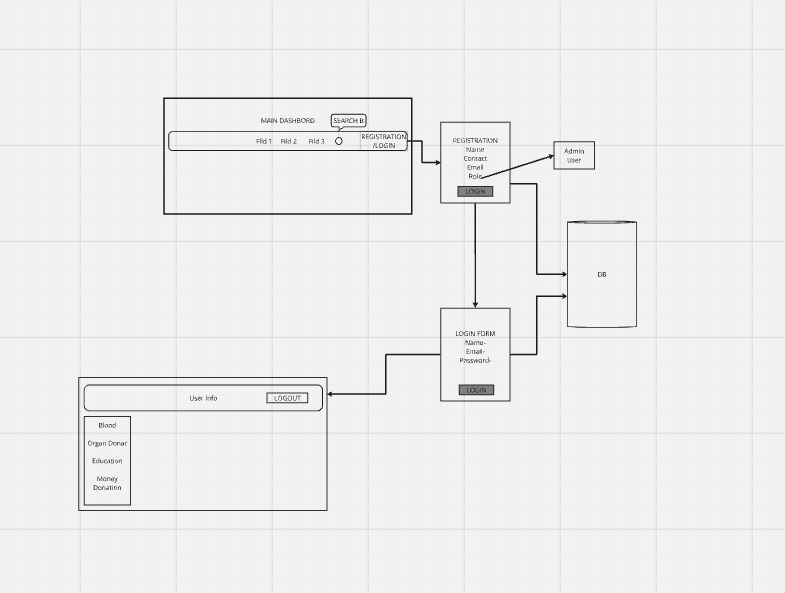 MAIN DASHBORD
SEARCH B
Fild 1 Fild 2 Fild 3
REGISTRATION
/LOGIN
REGISTRATION
Name
Contact
Email
Role
LOGIN
Admin
User
DB
LOGIN FORM
Name-
Email-
Password-
LOGIN
User Info
LOGOUT
Blood
Organ Donar
Education
Money
Donation